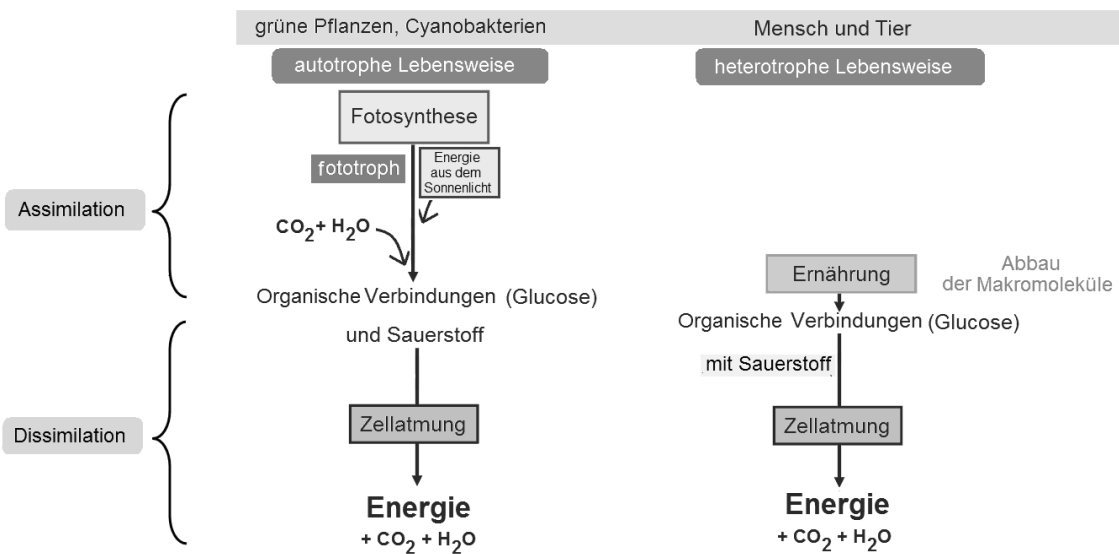 grüne Pflanzen, Cyanobakterien
Mensch und Tier
autotrophe Lebensweise
heterotrophe Lebensweise
Fotosynthese
fototroph
Energie
aus dem
Sonnenlicht
Assimilation
CO₂+ H₂O
Ernährung
Abbau
der Makromoleküle
Organische Verbindungen (Glucose)
und Sauerstoff
Organische Verbindungen (Glucose)
mit Sauerstoff
Dissimilation
Zellatmung
Zellatmung
Energie
+ CO₂ + H₂O
Energie
+ CO₂ + H₂O